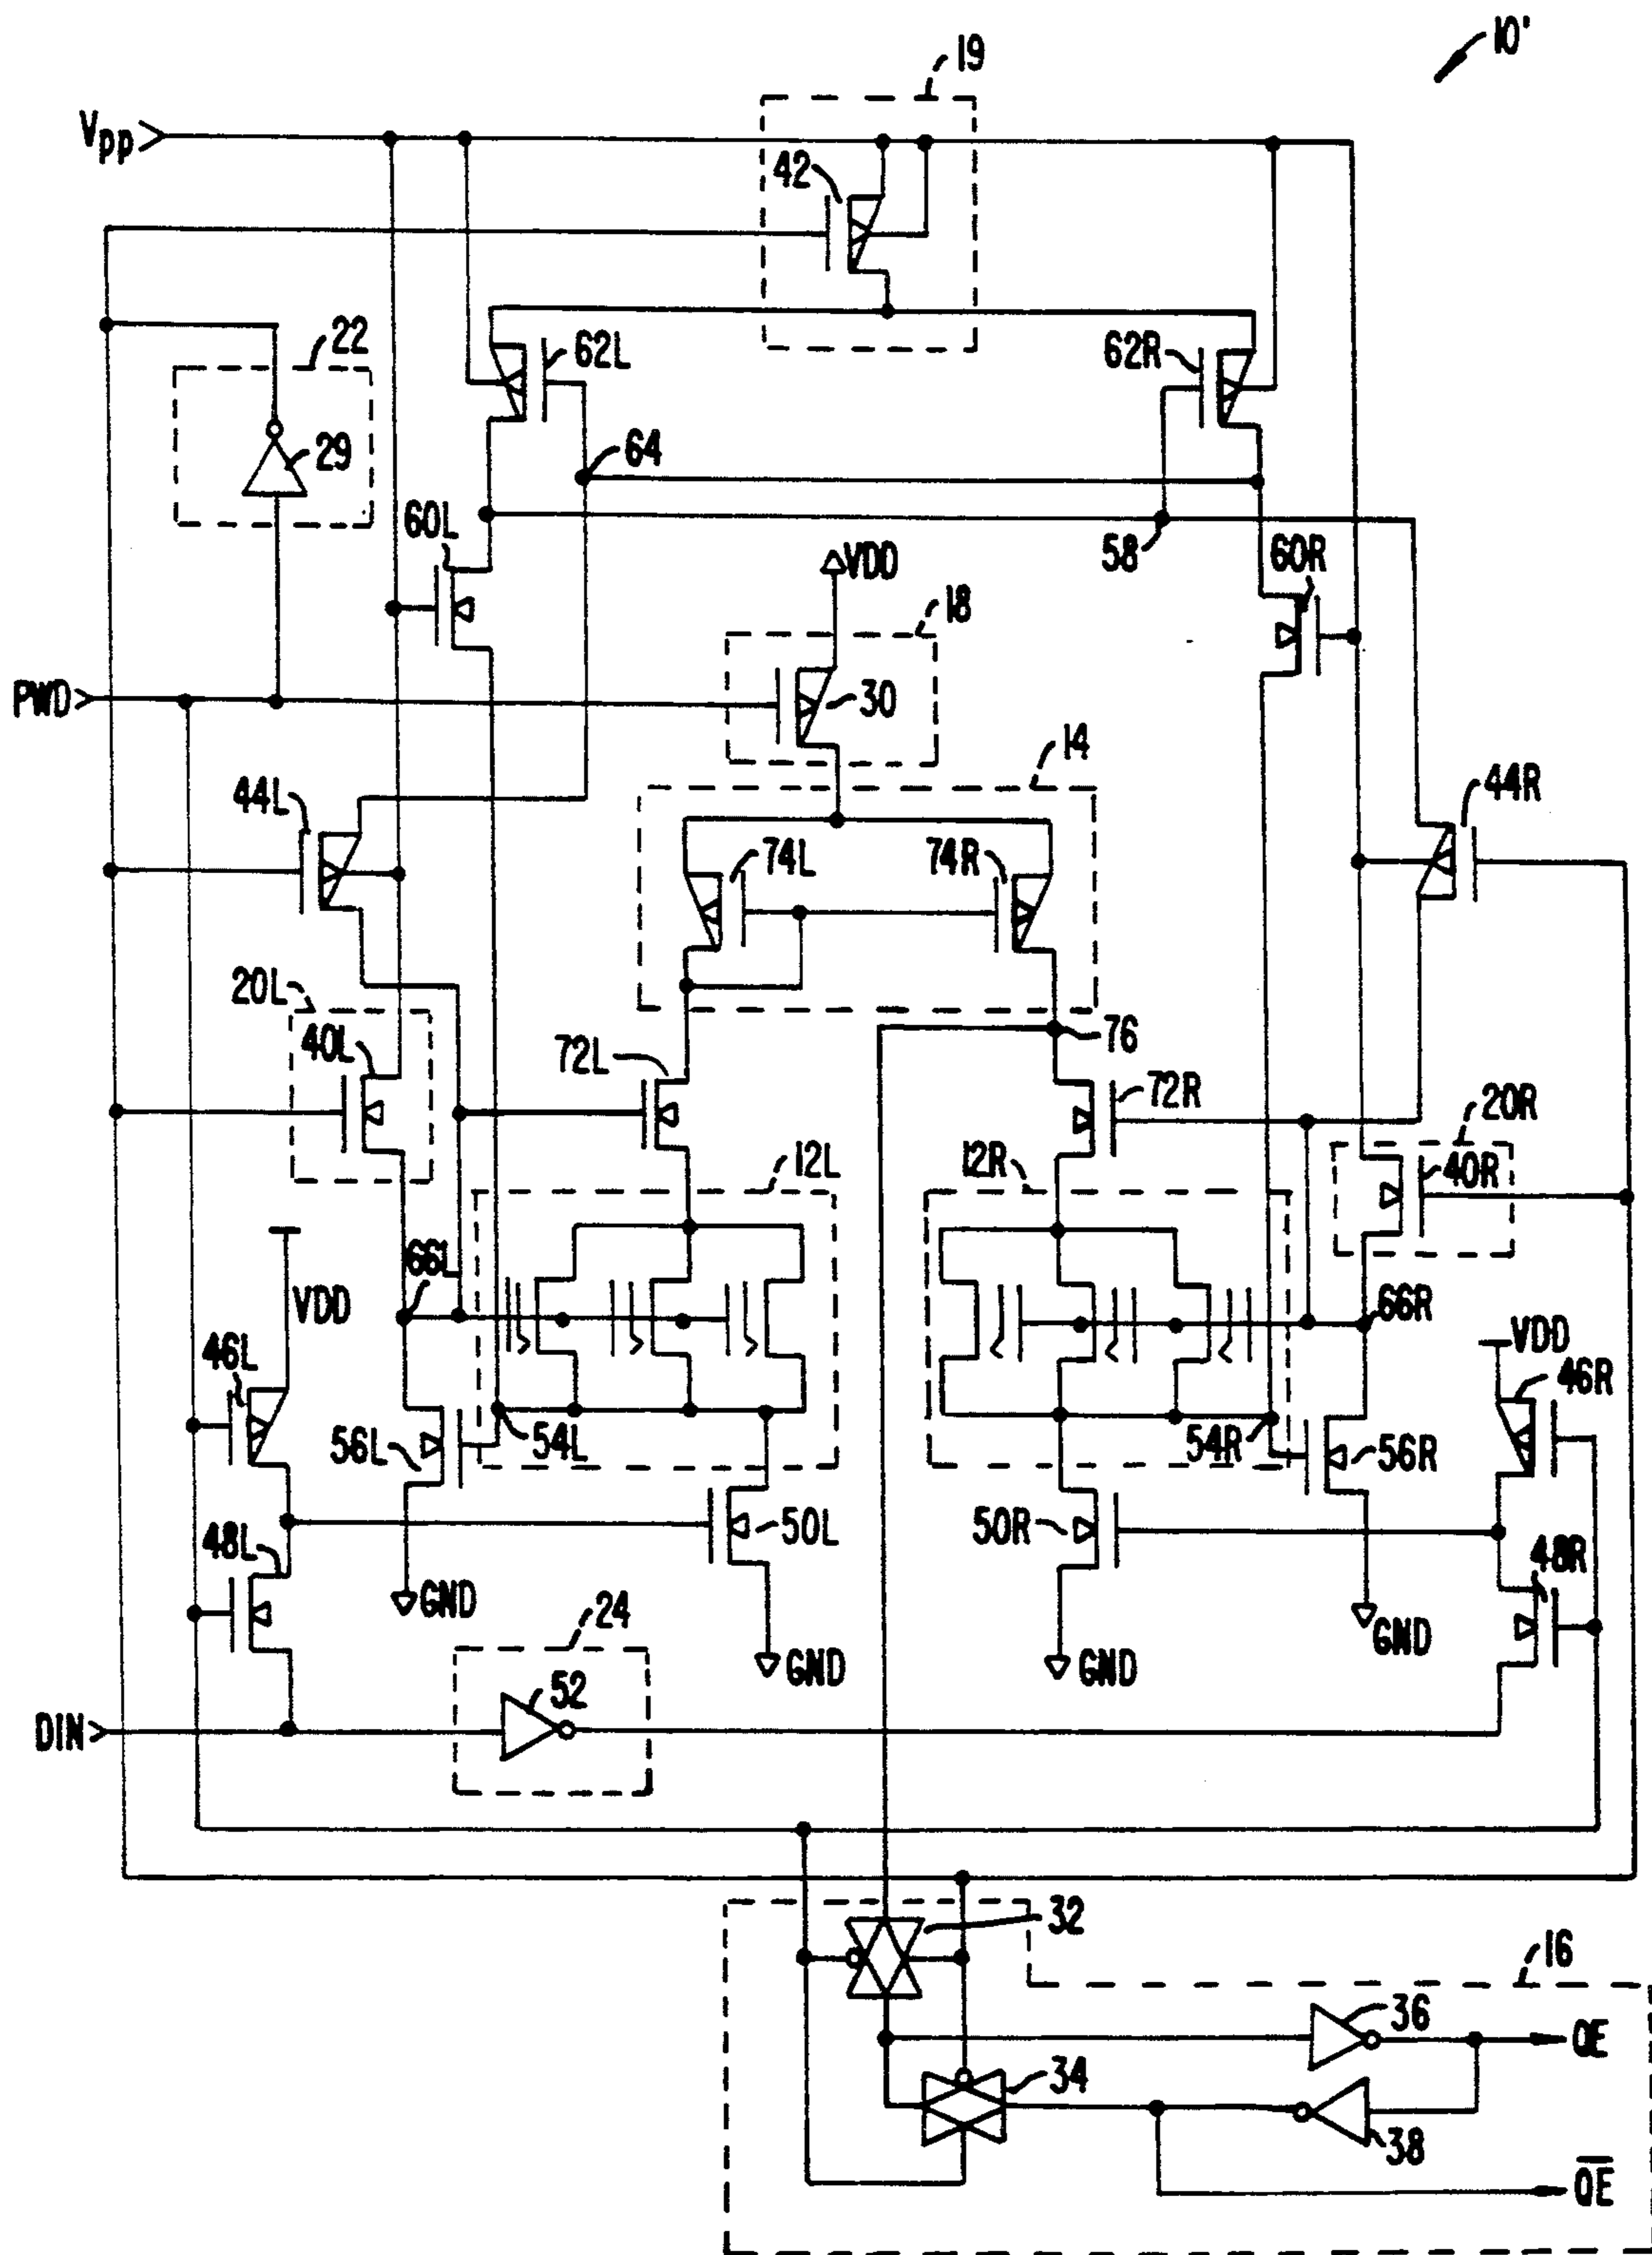 10'
19
Vpp
42
22
62L
62R
29
64
60L
58
60R
VDD
18
PWD
30
14
44L
44R
74L
74R
20L
76
40L
72L
72R
20R
12L
12R
40R
66L
66R
VDD
VDD
46L
46R
56L
54L
54R
56R
50L
50R
48L
48R
GND
24
GND
GND
GND
52
DIN
32
16
36
QE
34
38
Q̅E̅